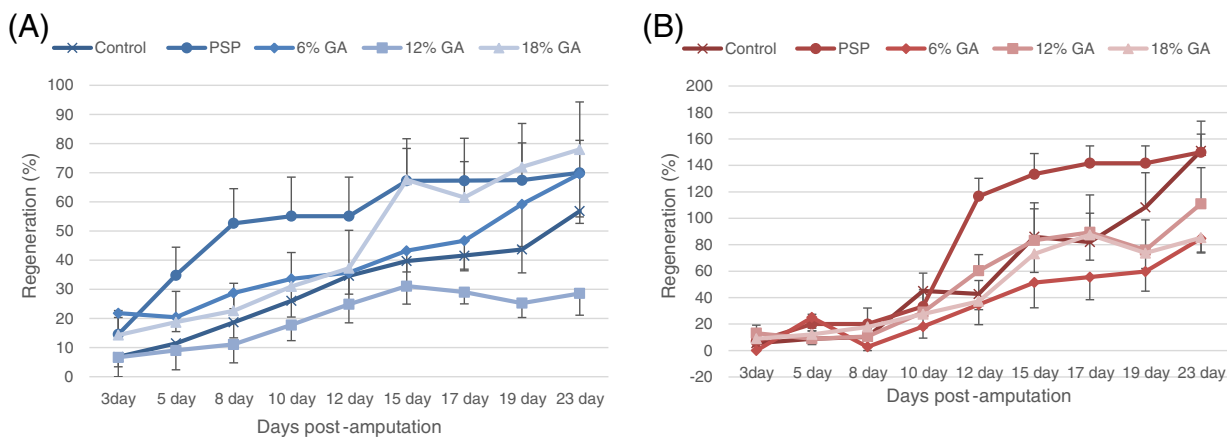 (A)
Control PSP 6% GA 12% GA 18% GA
100
90
80
70
60
50
40
30
20
10
0
Regeneration (%)
3day 5 day 8 day 10 day 12 day 15 day 17 day 19 day 23 day
Days post-amputation
(B)
Control PSP 6% GA 12% GA 18% GA
200
180
160
140
120
100
80
60
40
20
0
-20
Regeneration (%)
3day 5 day 8 day 10 day 12 day 15 day 17 day 19 day 23 day
Days post-amputation